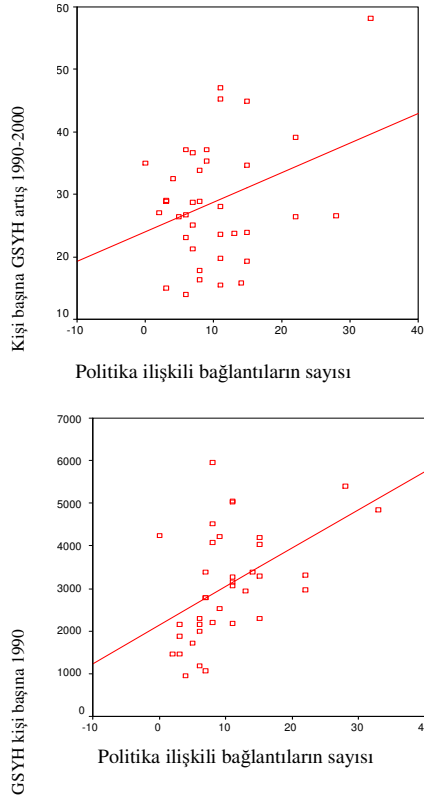 Kişi başına GSYH artış 1990-2000
60
50
40
30
20
10
-10 0 10 20 30 40
Politika ilişkili bağlantıların sayısı
GSYH kişi başına 1990
7000
6000
5000
4000
3000
2000
1000
0
-10 0 10 20 30 40
Politika ilişkili bağlantıların sayısı